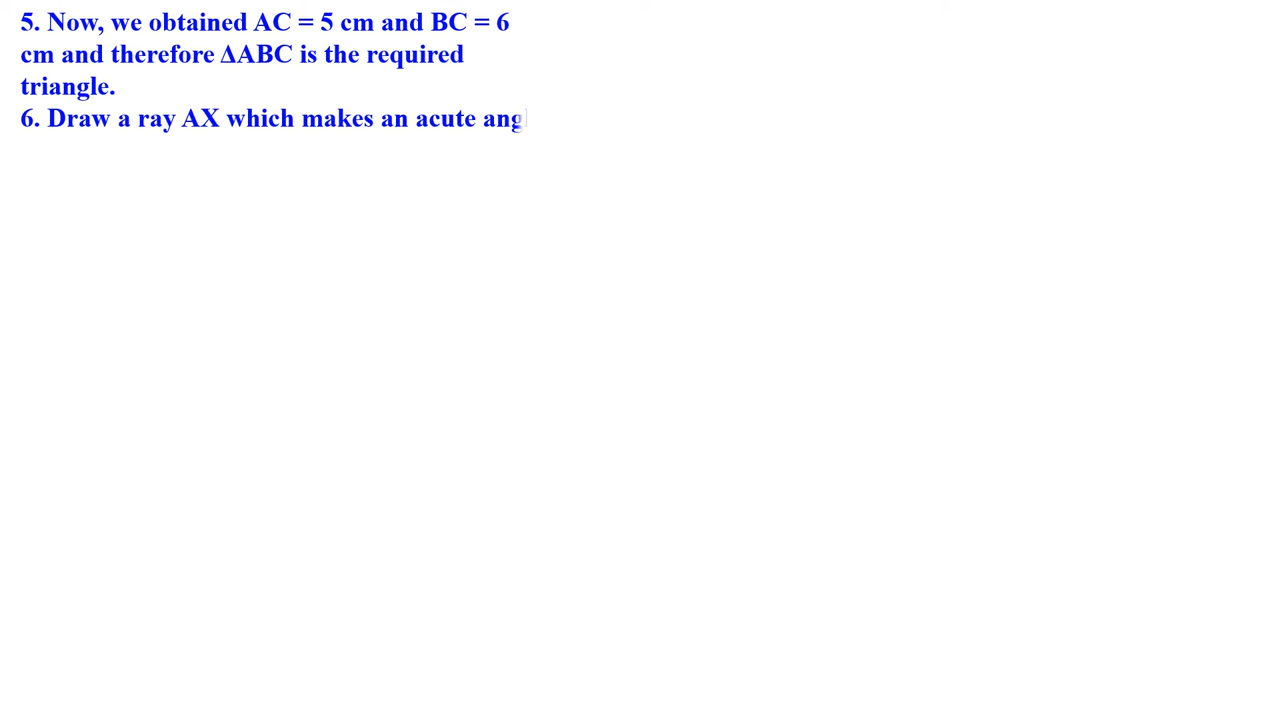 5. Now, we obtained AC = 5 cm and BC = 6
cm and therefore ΔABC is the required
triangle.
6. Draw a ray AX which makes an acute ang